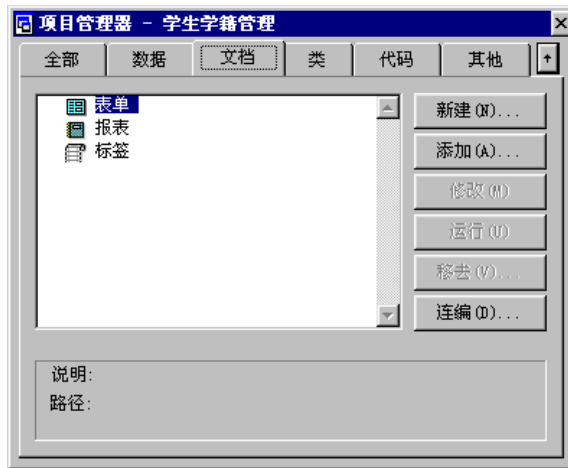 项目管理器 - 学生学籍管理
全部 数据 文档 类 代码 其他
表单
报表
标签
新建(N)...
添加(A)...
修改(M)
运行(U)
移去(V)...
连编(D)...
说明:
路径: